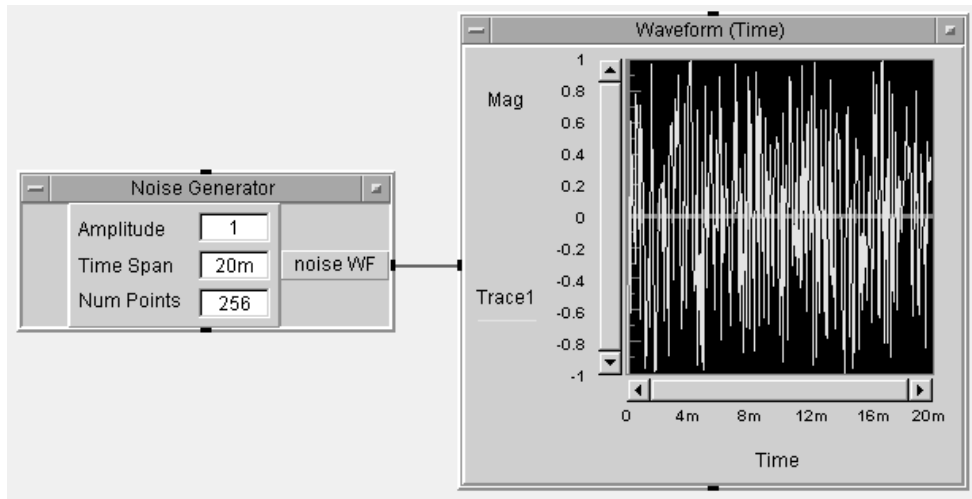 Noise Generator
Amplitude 1
Time Span 20m
Num Points 256
noise WF
Waveform (Time)
Mag
Trace1
1
0.8
0.6
0.4
0.2
0
-0.2
-0.4
-0.6
-0.8
-1
0 4m 8m 12m 16m 20m
Time